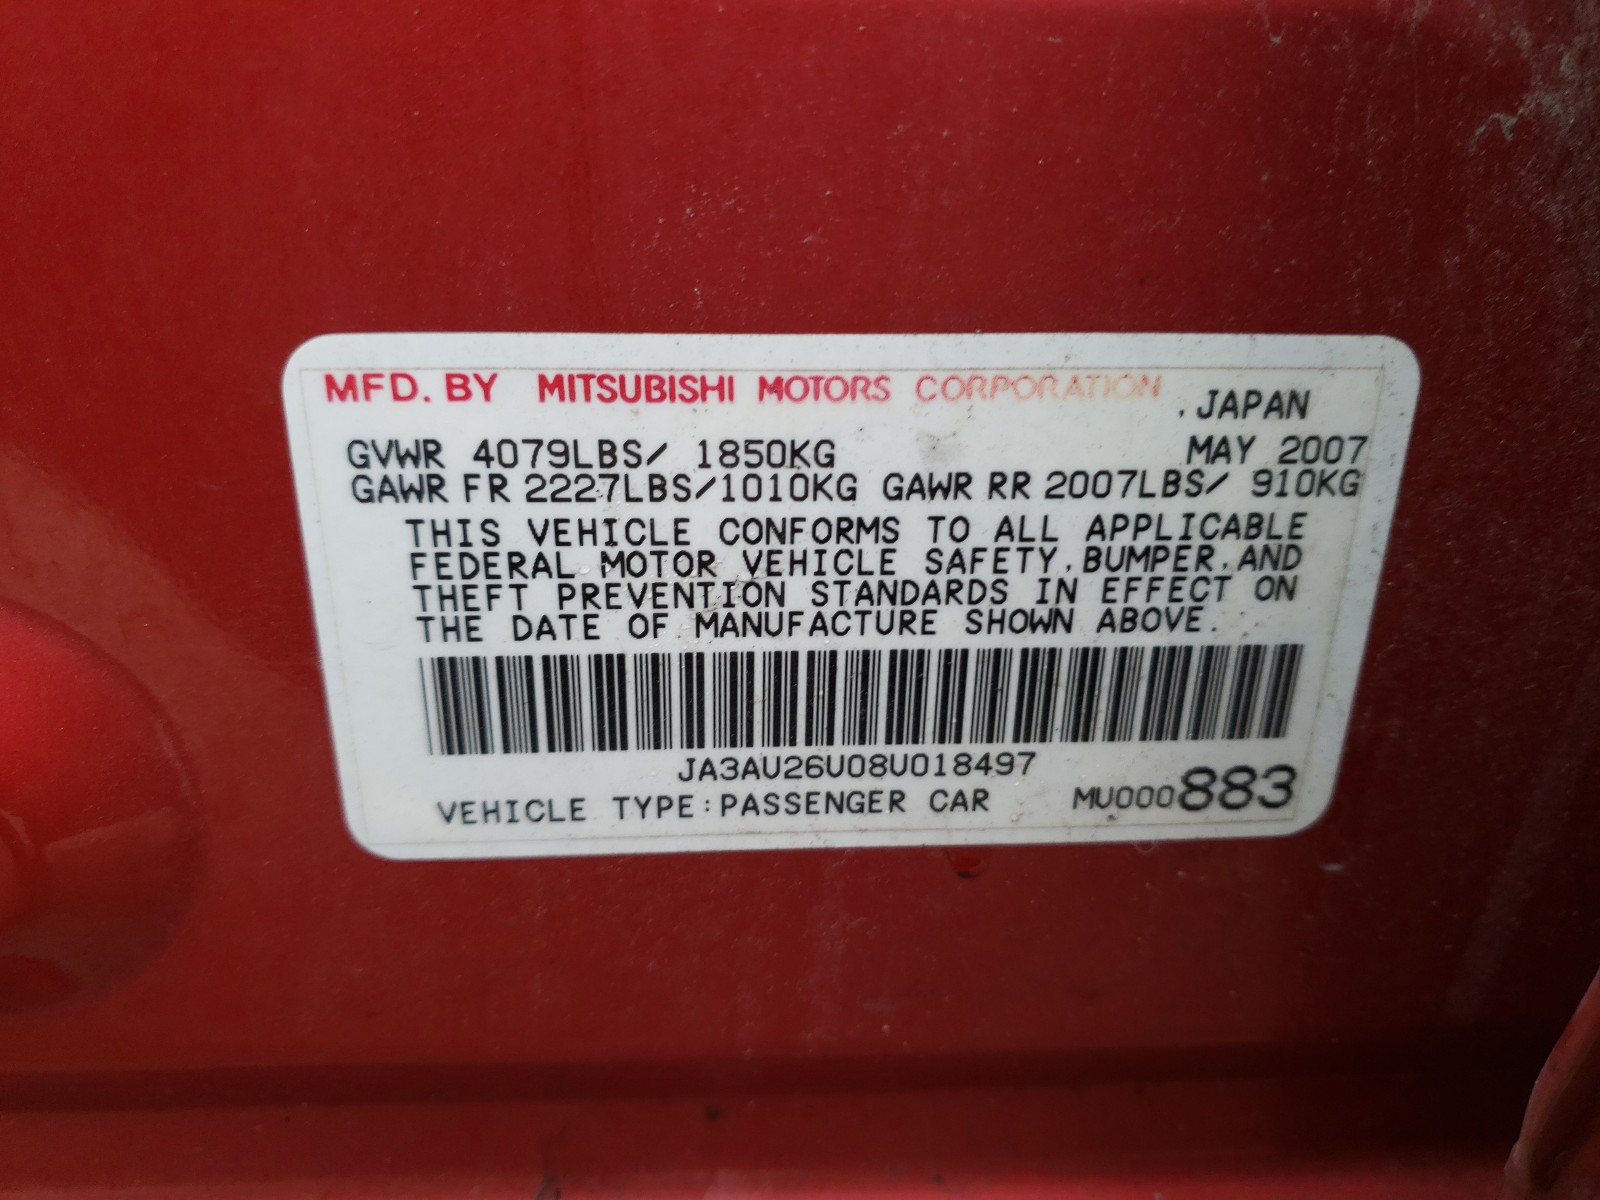 MFD. BY MITSUBISHI MOTORS CORPORATION, JAPAN
GVWR 4079LBS/ 1850KG MAY 2007
GAWR FR 2227LBS/1010KG GAWR RR 2007LBS/ 910KG
THIS VEHICLE CONFORMS TO ALL APPLICABLE
FEDERAL MOTOR VEHICLE SAFETY, BUMPER, AND
THEFT PREVENTION STANDARDS IN EFFECT ON
THE DATE OF MANUFACTURE SHOWN ABOVE.
JA3AU26U08U018497
VEHICLE TYPE:PASSENGER CAR MU000883